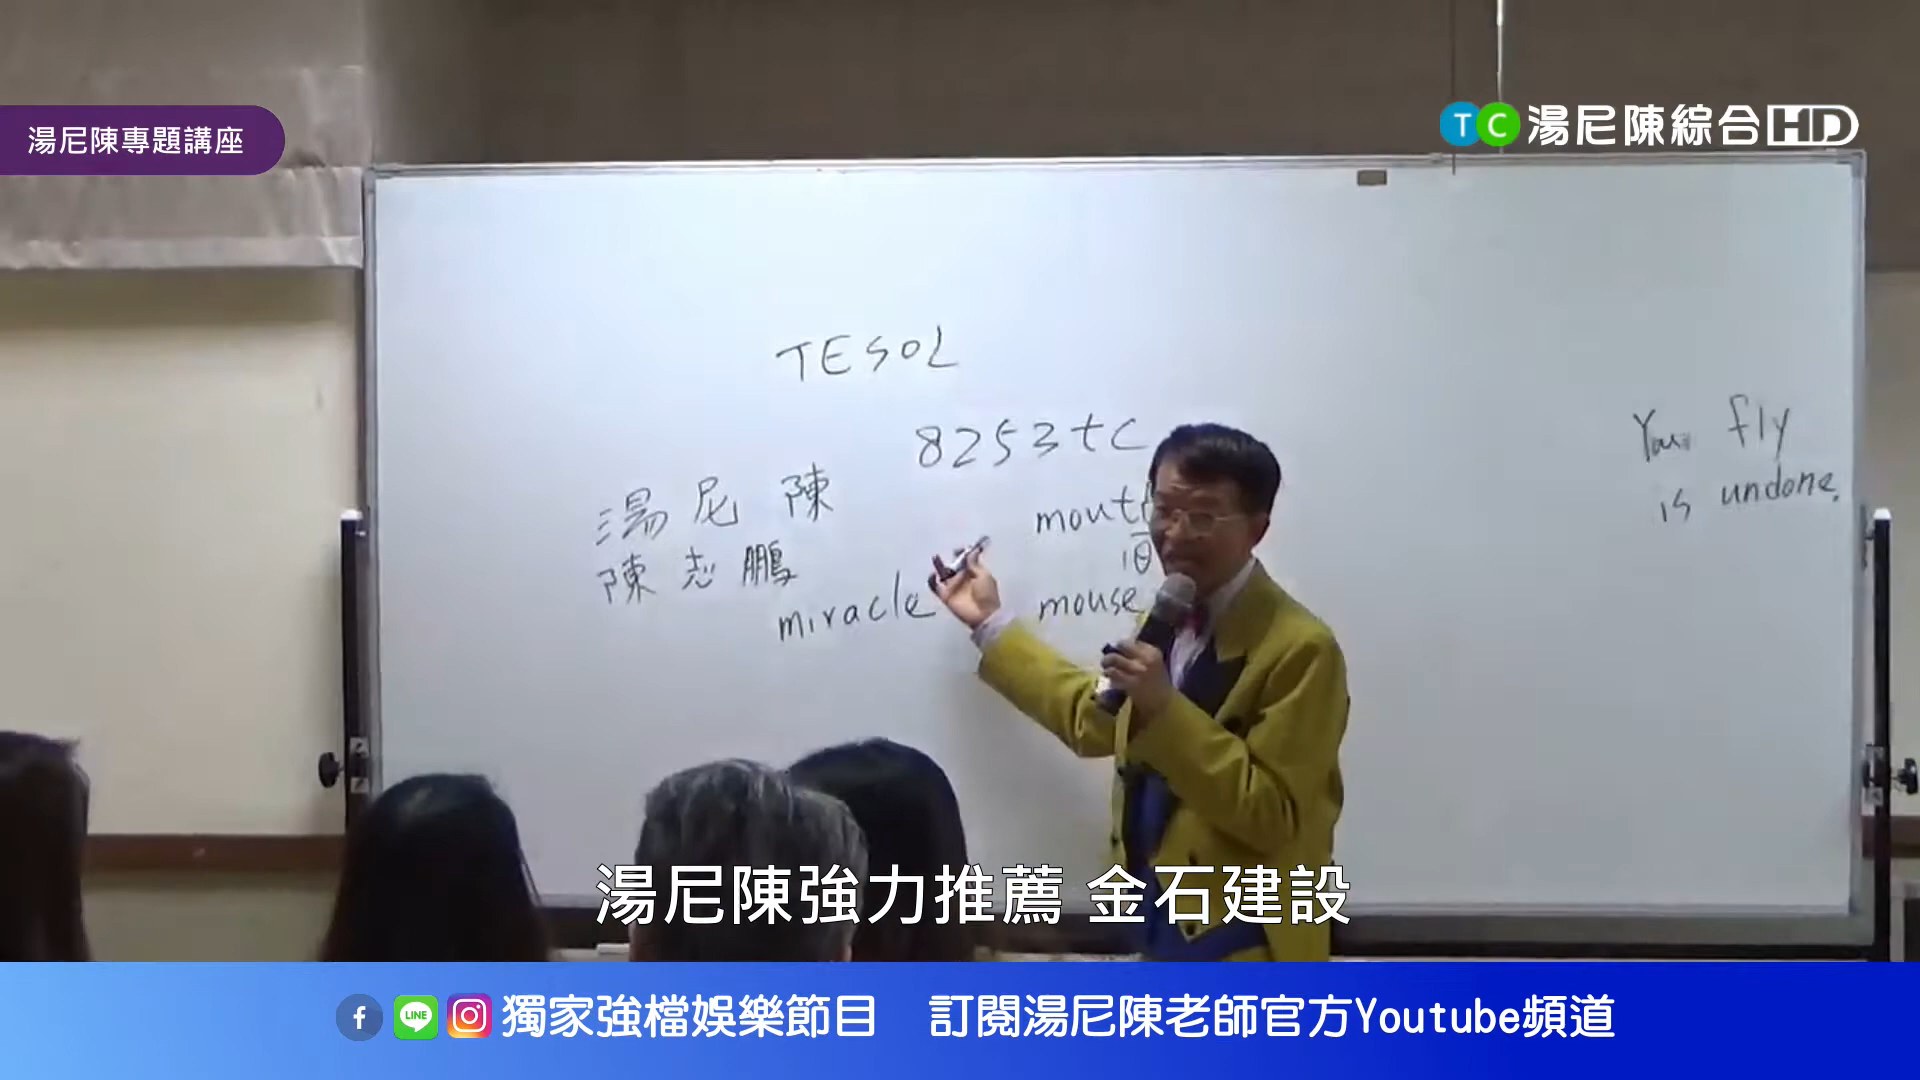 湯尼陳專題講座
TC 湯尼陳綜合HD
TESOL
8253tc
湯尼陳
陳志鵬
miracle
mouth
mouse
You fly
is undone.
湯尼陳強力推薦 金石建設
f LINE 獨家強檔娛樂節目 訂閱湯尼陳老師官方Youtube頻道